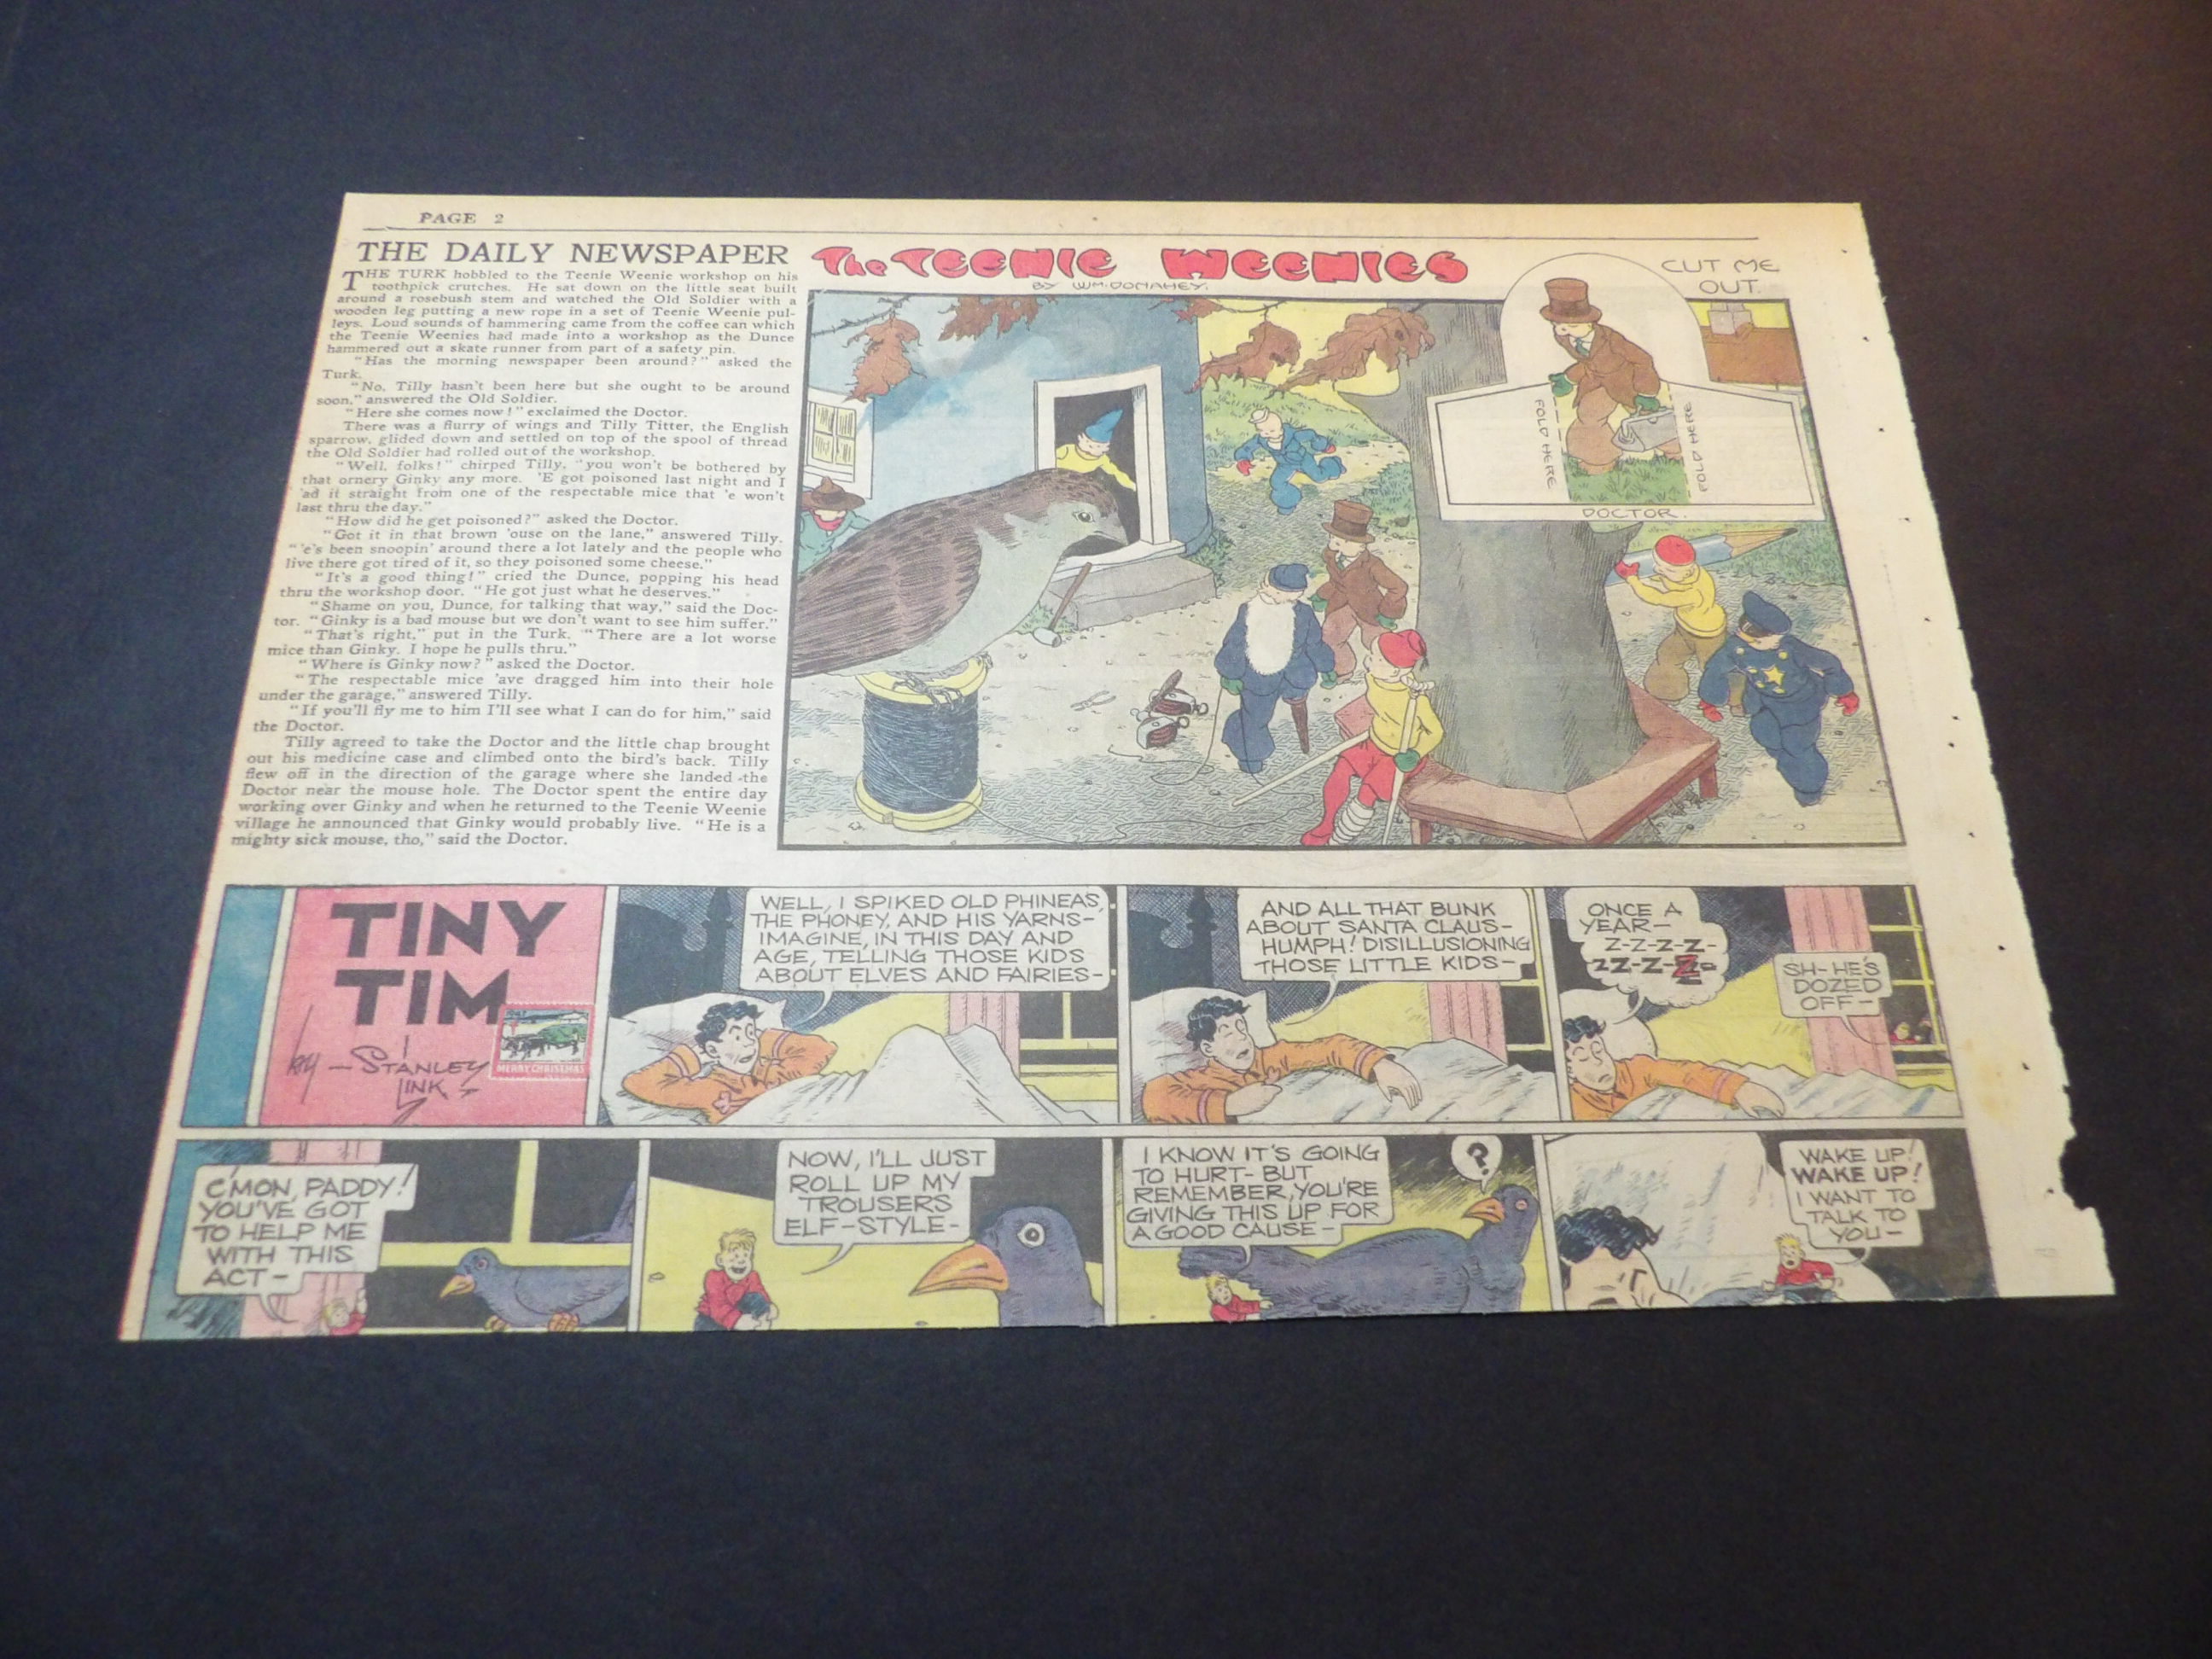 PAGE 2
THE DAILY NEWSPAPER
THE TURK hobbled to the Teenie Weenie workshop on his
toothpick crutches. He sat down on the little seat built
around a rosebush stem and watched the Old Soldier with a
wooden leg putting a new rope in a set of Teenie Weenie pul-
leys. Loud sounds of hammering came from the coffee can which
the Teenie Weenies had made into a workshop as the Dunce
hammered out a skate runner from part of a safety pin.
"Has the morning newspaper been around?" asked the
Turk.
"No, Tilly hasn't been here but she ought to be around
soon," answered the Old Soldier.
"Here she comes now!" exclaimed the Doctor.
There was a flurry of wings and Tilly Titter, the English
sparrow, glided down and settled on top of the spool of thread
the Old Soldier had rolled out of the workshop.
"Well, folks!" chirped Tilly, "you won't be bothered by
that ornery Ginky any more. 'E got poisoned last night and I
'ad it straight from one of the respectable mice that 'e won't
last thru the day."
"How did he get poisoned?" asked the Doctor.
"Got it in that brown 'ouse on the lane," answered Tilly.
"'e's been snoopin' around there a lot lately and the people who
live there got tired of it, so they poisoned some cheese."
"It's a good thing!" cried the Dunce, popping his head
thru the workshop door. "He got just what he deserves."
"Shame on you, Dunce, for talking that way," said the Doc-
tor. "Ginky is a bad mouse but we don't want to see him suffer."
"That's right," put in the Turk. "There are a lot worse
mice than Ginky. I hope he pulls thru."
"Where is Ginky now?" asked the Doctor.
"The respectable mice 'ave dragged him into their hole
under the garage," answered Tilly.
"If you'll fly me to him I'll see what I can do for him," said
the Doctor.
Tilly agreed to take the Doctor and the little chap brought
out his medicine case and climbed onto the bird's back. Tilly
flew off in the direction of the garage where she landed the
Doctor near the mouse hole. The Doctor spent the entire day
working over Ginky and when he returned to the Teenie Weenie
village he announced that Ginky would probably live. "He is a
mighty sick mouse, tho," said the Doctor.
The TEENIE WEENIES
BY WM. DONAHEY.
CUT ME
OUT.
FOLD HERE
FOLD HERE
DOCTOR.
TINY
TIM
BY — STANLEY
LINK
1947
MERRY CHRISTMAS
WELL, I SPIKED OLD PHINEAS,
THE PHONEY, AND HIS YARNS-
IMAGINE, IN THIS DAY AND
AGE, TELLING THOSE KIDS
ABOUT ELVES AND FAIRIES-
AND ALL THAT BUNK
ABOUT SANTA CLAUS-
HUMPH! DISILLUSIONING
THOSE LITTLE KIDS-
ONCE A
YEAR-
Z-Z-Z-Z-
ZZ-Z-Z-
SH-HE'S
DOZED
OFF-
C'MON, PADDY!
YOU'VE GOT
TO HELP ME
WITH THIS
ACT-
NOW, I'LL JUST
ROLL UP MY
TROUSERS
ELF-STYLE-
I KNOW IT'S GOING
TO HURT-BUT
REMEMBER, YOU'RE
GIVING THIS UP FOR
A GOOD CAUSE-
?
WAKE UP!
WAKE UP!
I WANT TO
TALK TO
YOU-